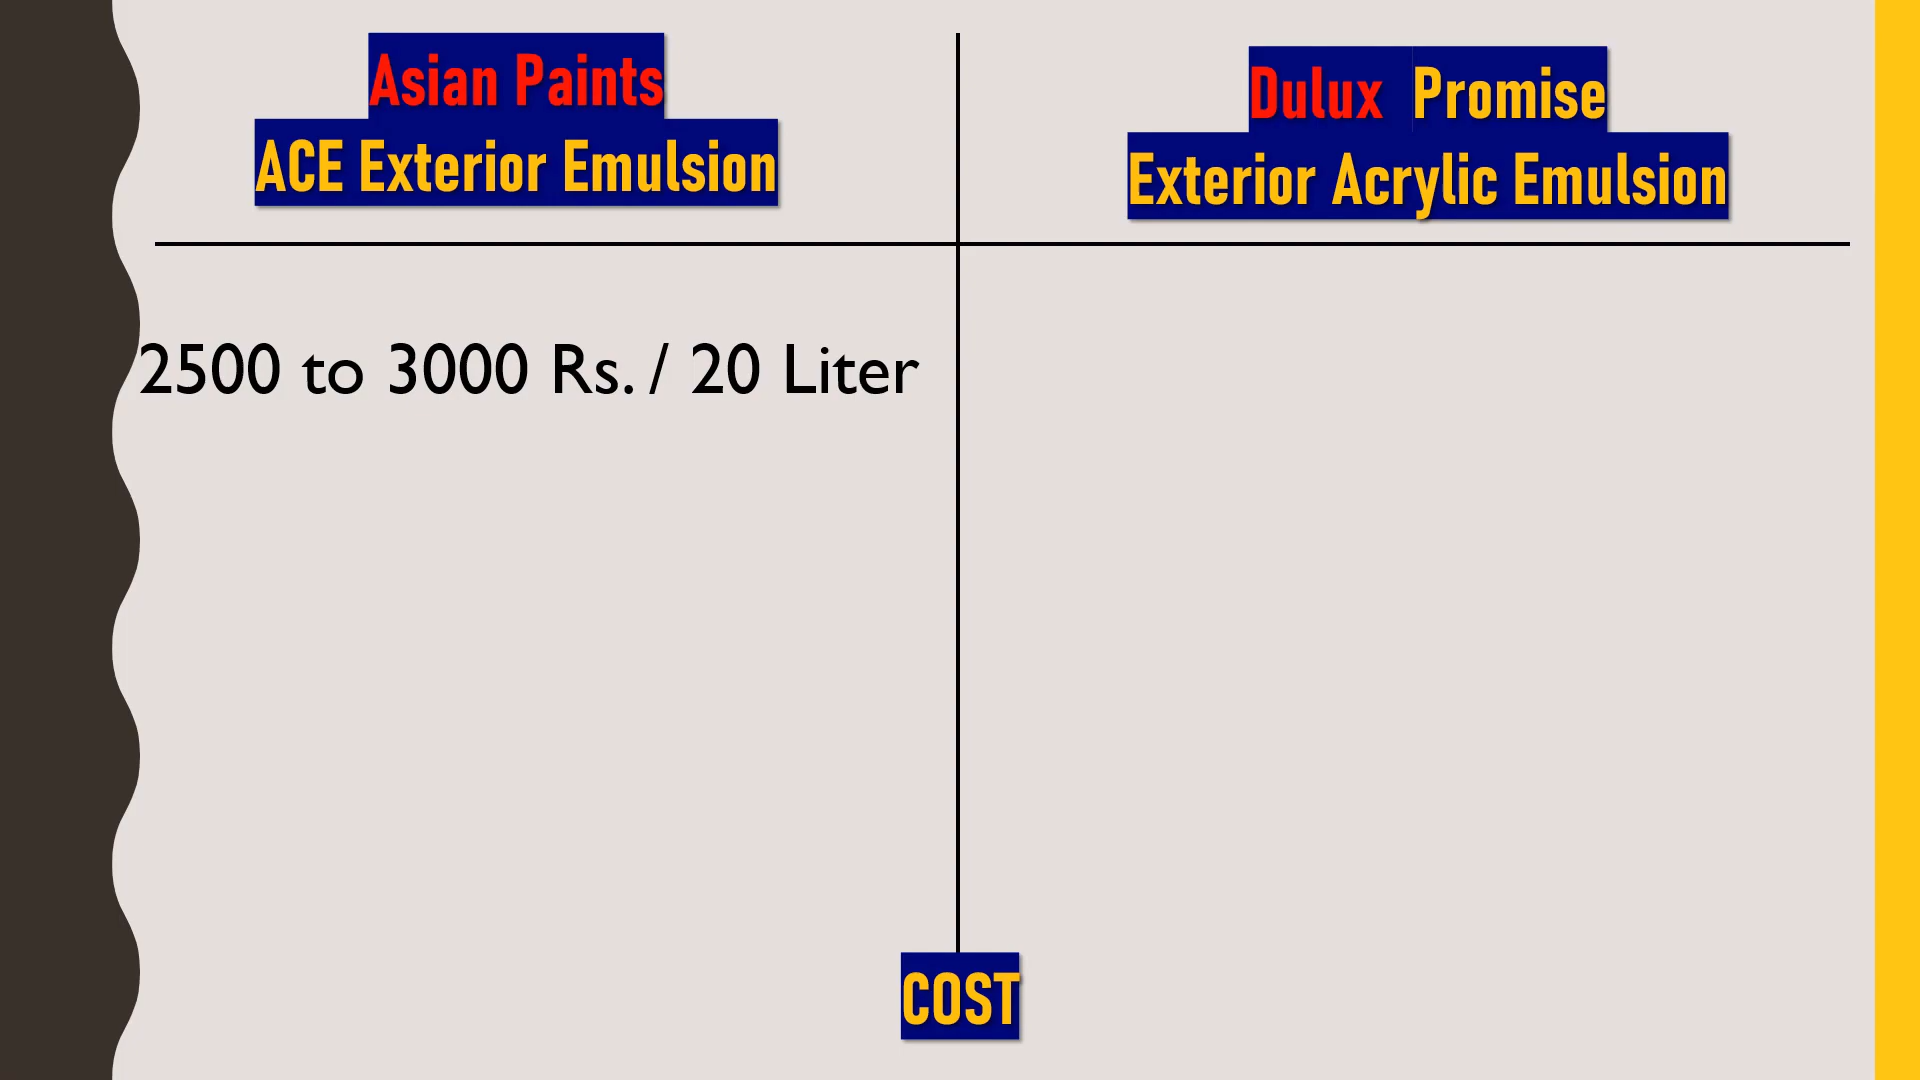 Asian Paints
ACE Exterior Emulsion
Dulux Promise
Exterior Acrylic Emulsion
2500 to 3000 Rs. / 20 Liter
COST